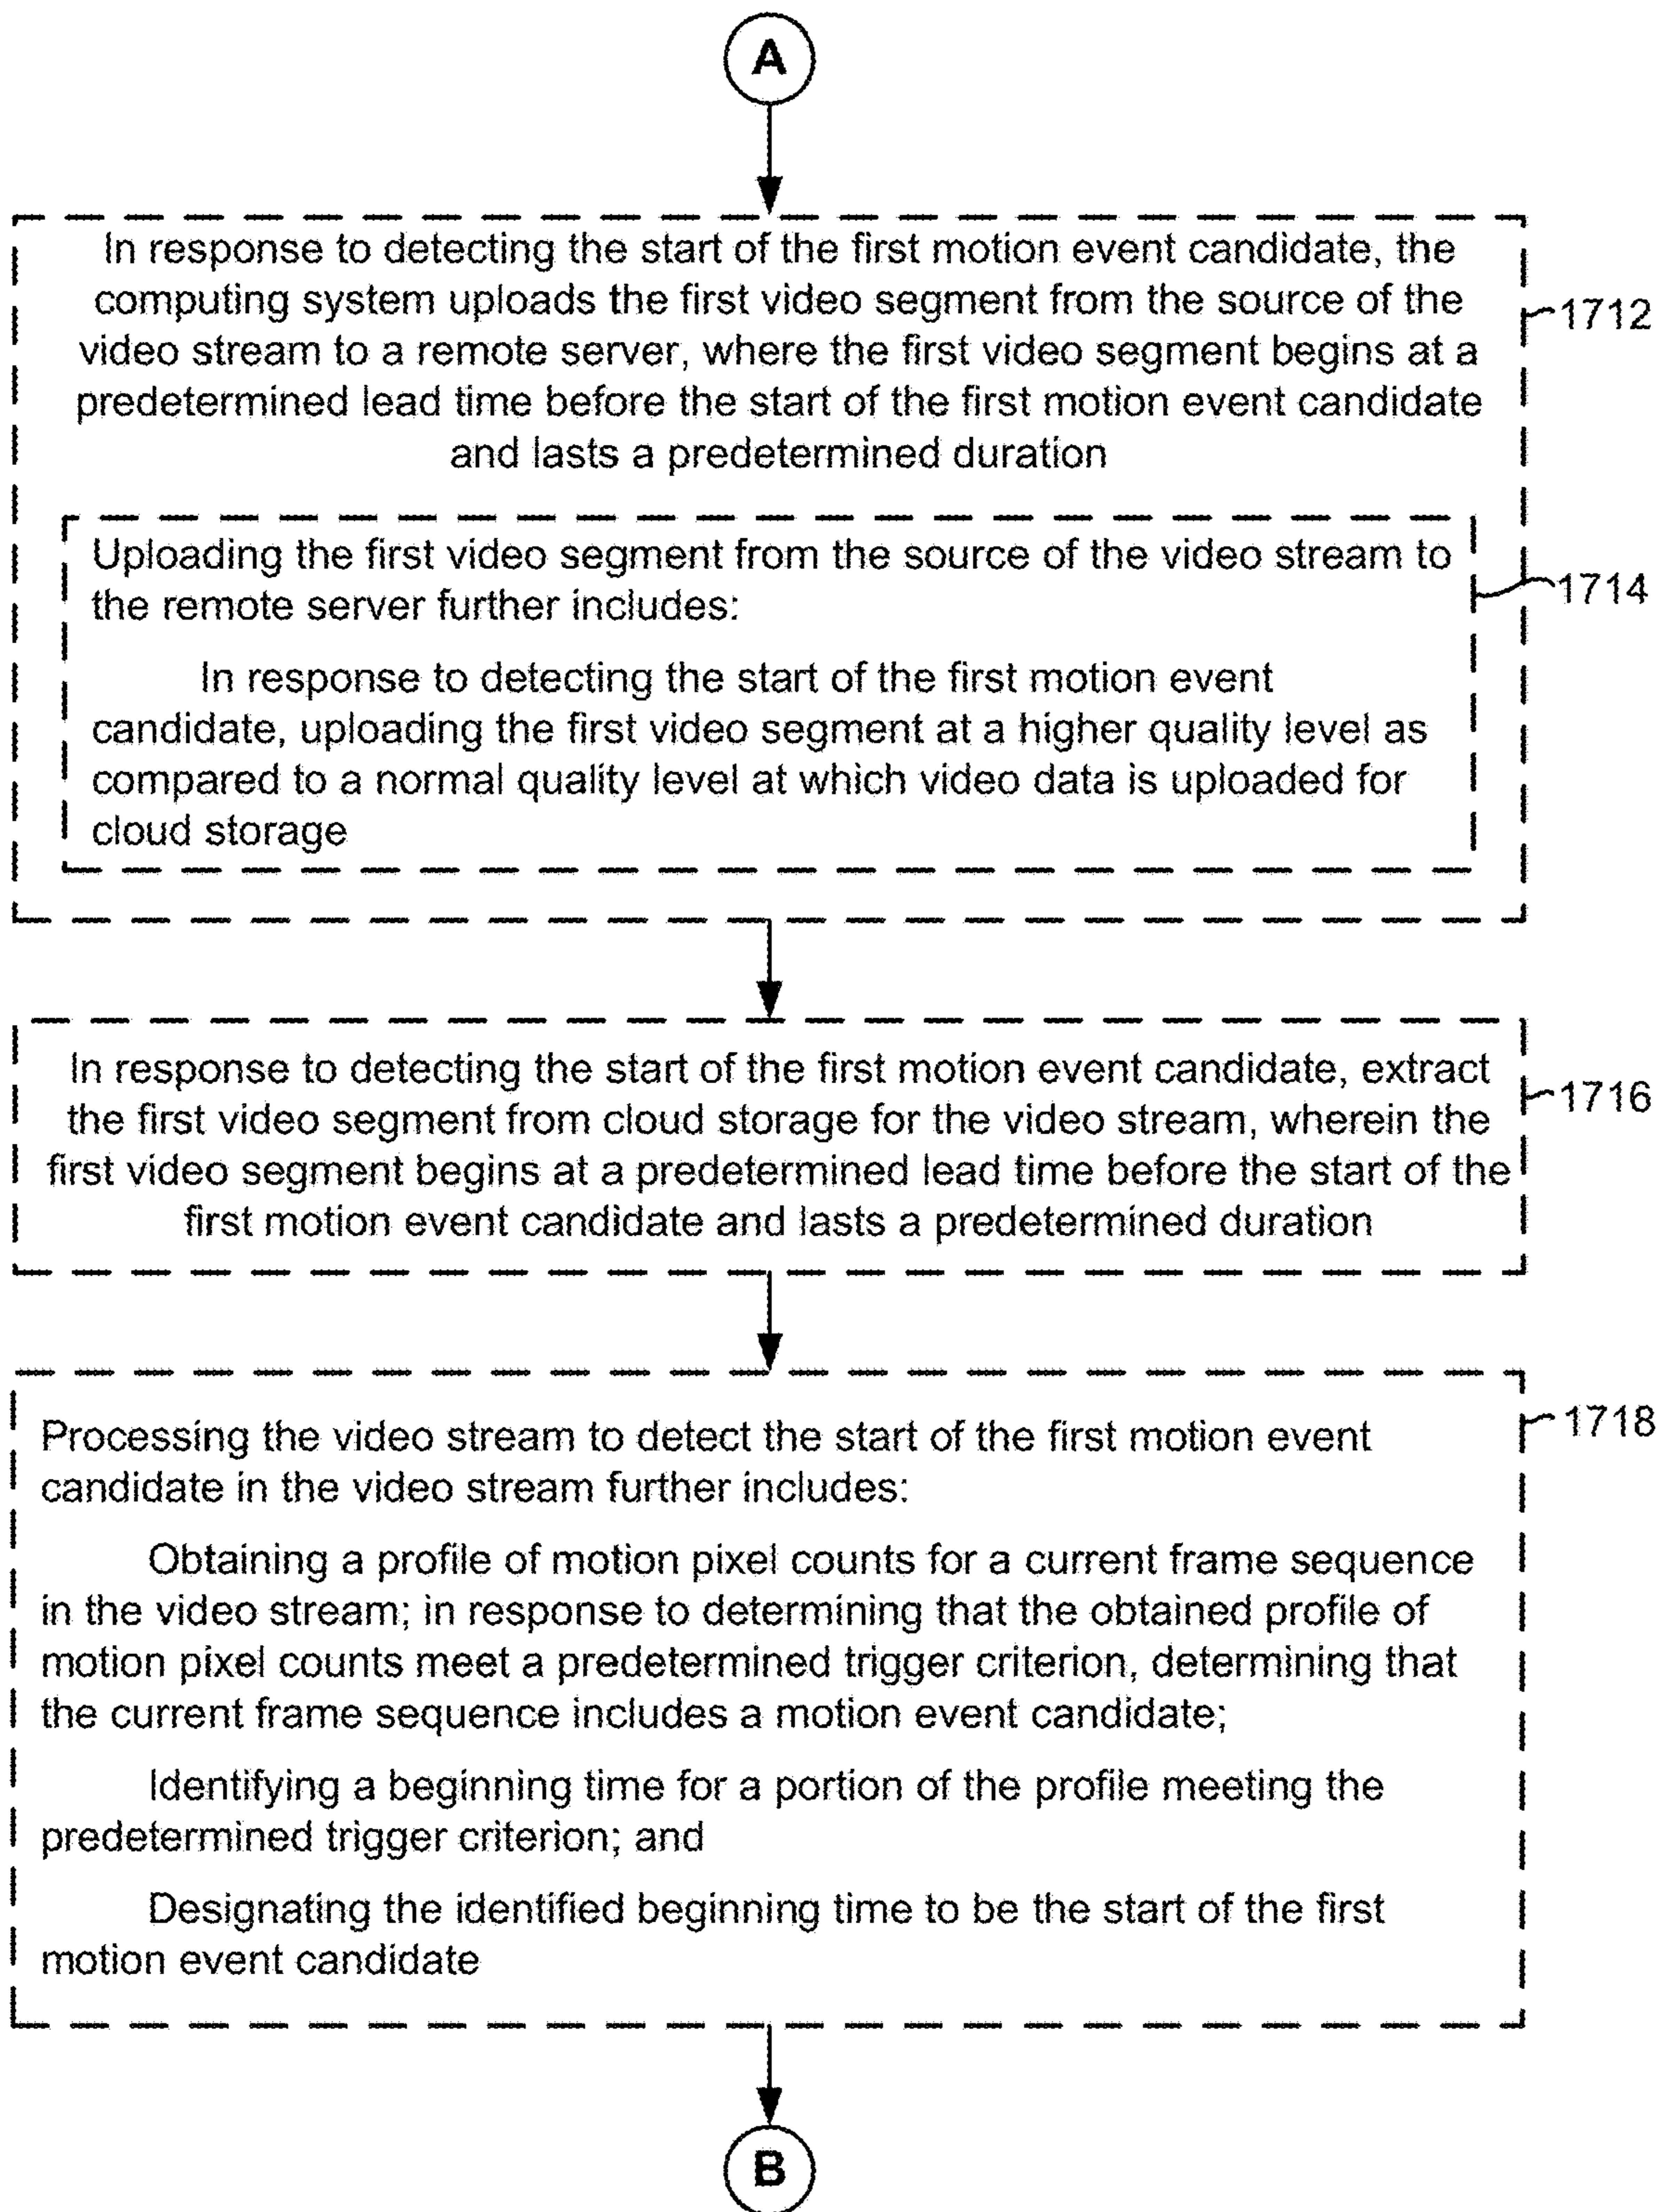 A
In response to detecting the start of the first motion event candidate, the
computing system uploads the first video segment from the source of the
video stream to a remote server, where the first video segment begins at a
predetermined lead time before the start of the first motion event candidate
and lasts a predetermined duration
1712
Uploading the first video segment from the source of the video stream to
the remote server further includes:
1714
In response to detecting the start of the first motion event
candidate, uploading the first video segment at a higher quality level as
compared to a normal quality level at which video data is uploaded for
cloud storage
In response to detecting the start of the first motion event candidate, extract
the first video segment from cloud storage for the video stream, wherein the
first video segment begins at a predetermined lead time before the start of the
first motion event candidate and lasts a predetermined duration
1716
Processing the video stream to detect the start of the first motion event
candidate in the video stream further includes:
1718
Obtaining a profile of motion pixel counts for a current frame sequence
in the video stream; in response to determining that the obtained profile of
motion pixel counts meet a predetermined trigger criterion, determining that
the current frame sequence includes a motion event candidate;
Identifying a beginning time for a portion of the profile meeting the
predetermined trigger criterion; and
Designating the identified beginning time to be the start of the first
motion event candidate
B